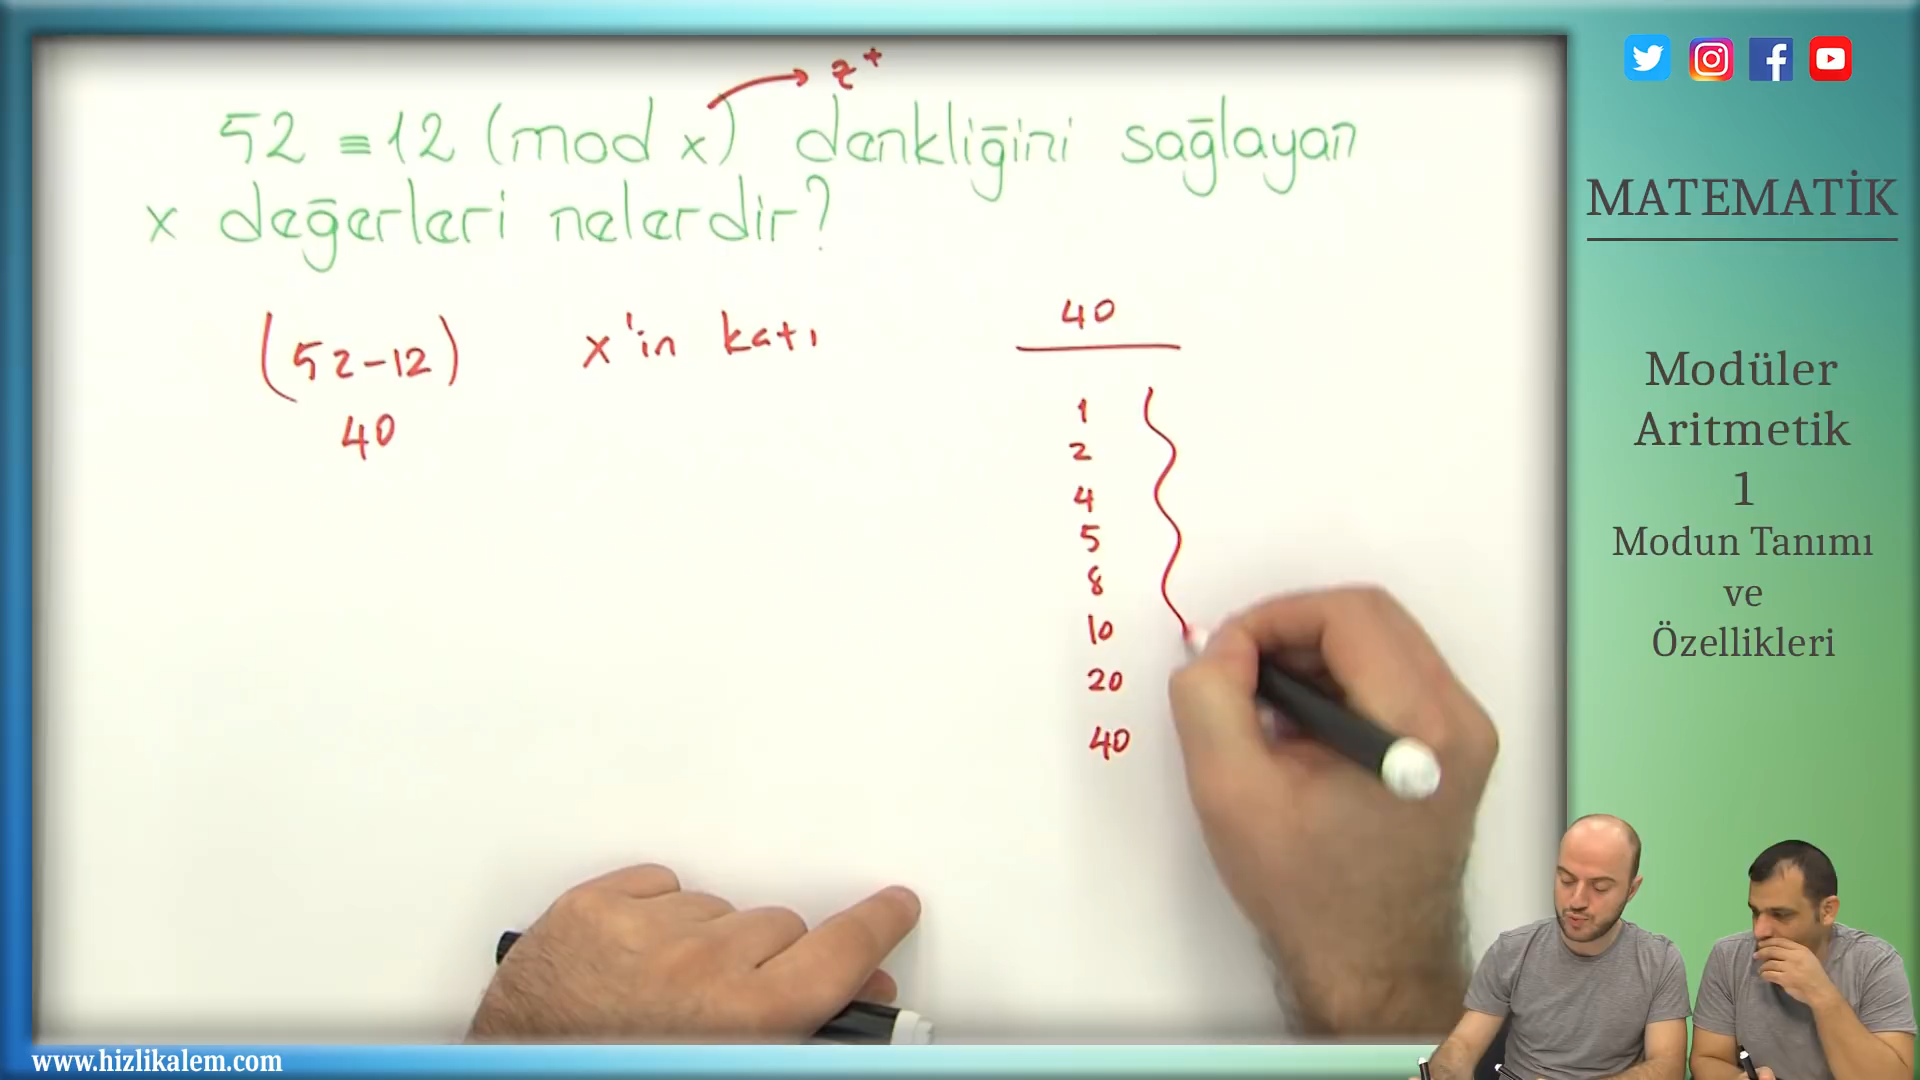 z+
52 ≡ 12 (mod x) denkliğini sağlayan
x değerleri nelerdir?
(52-12) x'in katı
40
40
1
2
4
5
8
10
20
40
MATEMATİK
Modüler
Aritmetik
1
Modun Tanımı
ve
Özellikleri
www.hizlikalem.com